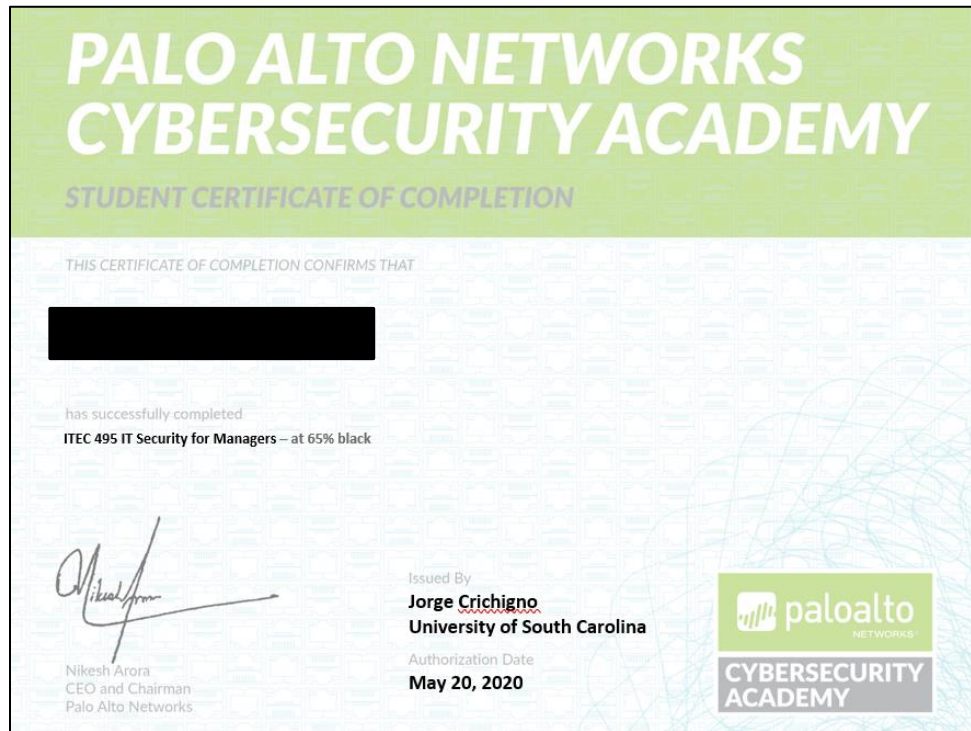 PALO ALTO NETWORKS
CYBERSECURITY ACADEMY
STUDENT CERTIFICATE OF COMPLETION
THIS CERTIFICATE OF COMPLETION CONFIRMS THAT
has successfully completed
ITEC 495 IT Security for Managers – at 65% black
Nikesh Arora
Nikesh Arora
CEO and Chairman
Palo Alto Networks
Issued By
Jorge Crichigno
University of South Carolina
Authorization Date
May 20, 2020
paloalto
NETWORKS
CYBERSECURITY
ACADEMY